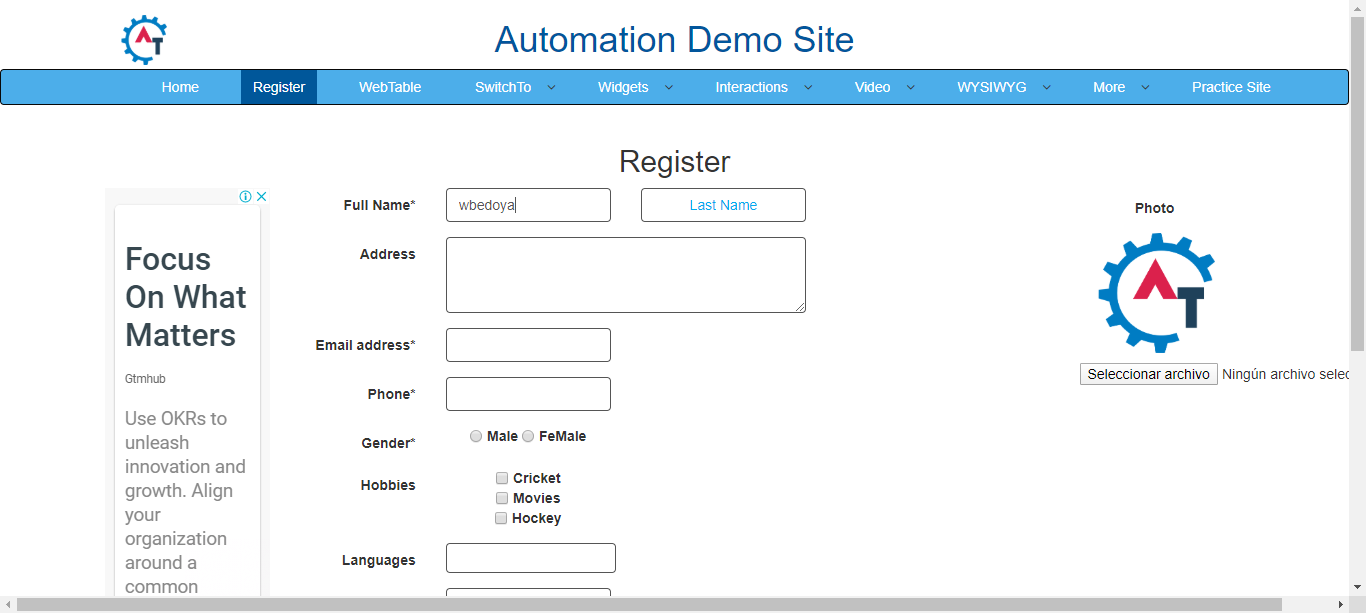 AT
Automation Demo Site
Home Register WebTable SwitchTo Widgets Interactions Video WYSIWYG More Practice Site
Register
Full Name* wbedoya Last Name
Photo
Address
AT
Email address*
Seleccionar archivo Ningún archivo selec
Phone*
Gender* Male FeMale
Hobbies Cricket
Movies
Hockey
Languages
Focus
On What
Matters
Gtmhub
Use OKRs to
unleash
innovation and
growth. Align
your
organization
around a
common